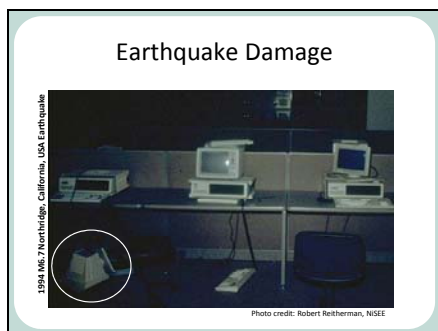 Earthquake Damage
1994 M6.7 Northridge, California, USA Earthquake
Photo credit: Robert Reitherman, NiSEE